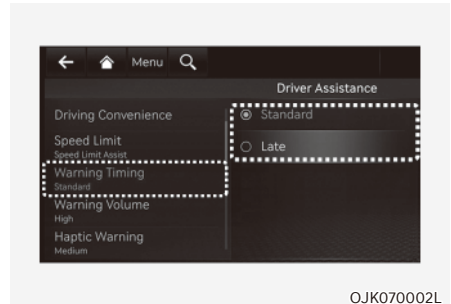 Menu
Driver Assistance
Driving Convenience
Speed Limit
Speed Limit Assist
Warning Timing
Standard
Warning Volume
High
Haptic Warning
Medium
Standard
Late
OJK070002L